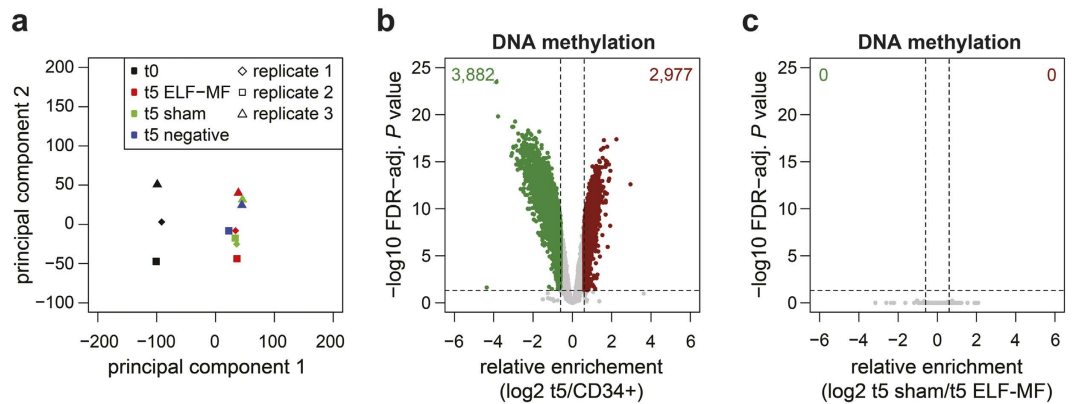 a
200
150
100
50
0
−50
−100
−200
−100
0
100
200
principal component 2
principal component 1
t0
t5 ELF−MF
t5 sham
t5 negative
replicate 1
replicate 2
replicate 3
b
DNA methylation
3,882
2,977
25
20
15
10
5
0
−6
−4
−2
0
2
4
6
−log10 FDR−adj. P value
relative enrichement
(log2 t5/CD34+)
c
DNA methylation
0
0
25
20
15
10
5
0
−6
−4
−2
0
2
4
6
−log10 FDR−adj. P value
relative enrichment
(log2 t5 sham/t5 ELF-MF)